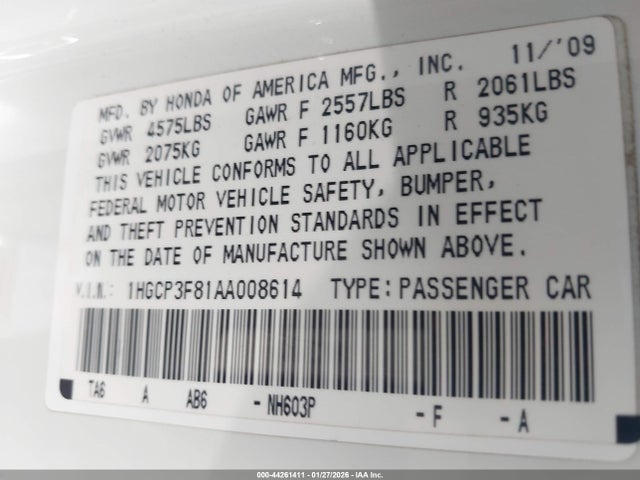 MFD. BY HONDA OF AMERICA MFG., INC. 11/'09
GVWR 4575LBS GAWR F 2557LBS R 2061LBS
GVWR 2075KG GAWR F 1160KG R 935KG
THIS VEHICLE CONFORMS TO ALL APPLICABLE
FEDERAL MOTOR VEHICLE SAFETY, BUMPER,
AND THEFT PREVENTION STANDARDS IN EFFECT
ON THE DATE OF MANUFACTURE SHOWN ABOVE.
V.I.N.: 1HGCP3F81AA008614 TYPE: PASSENGER CAR
TA6 A AB6 - NH603P - F - A
000-44261411 - 01/27/2026 - IAA Inc.